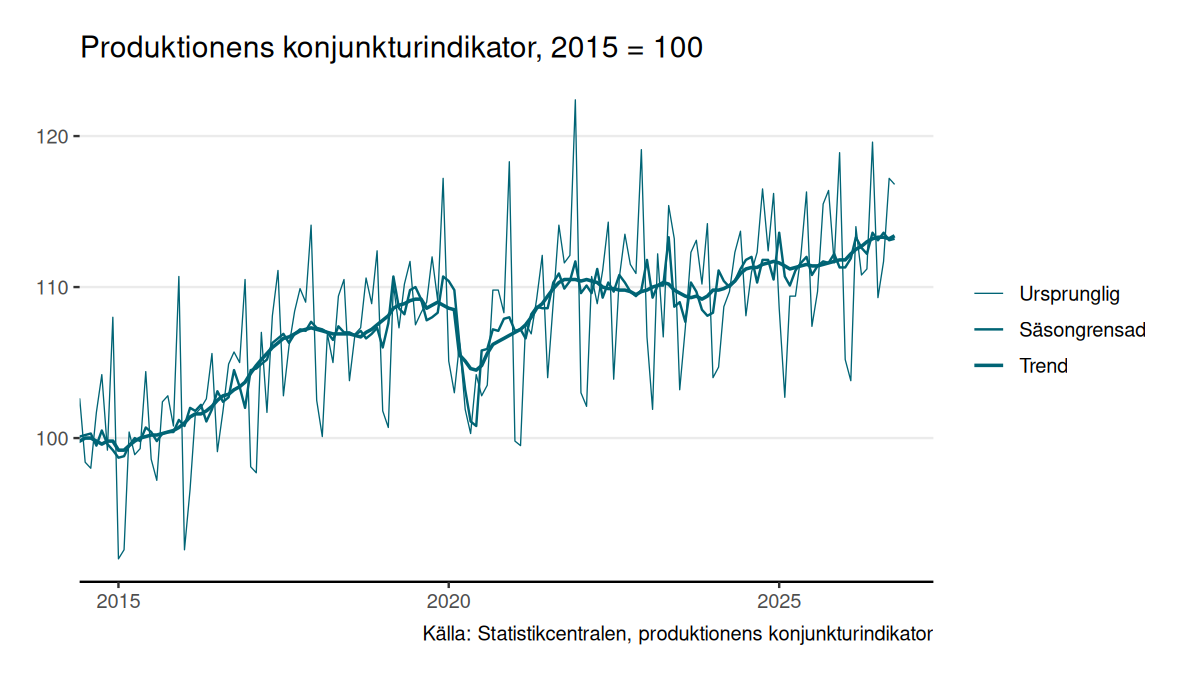 Produktionens konjunkturindikator, 2015 = 100
120
110
100
Ursprunglig
Säsongrensad
Trend
2015
2020
2025
Källa: Statistikcentralen, produktionens konjunkturindikator